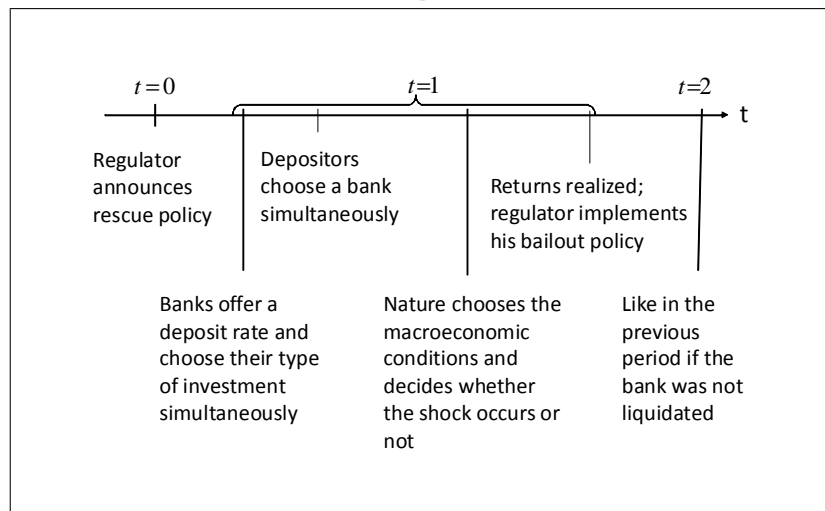 t=0
t=1
t=2
t
Regulator
announces
rescue policy
Depositors
choose a bank
simultaneously
Returns realized;
regulator implements
his bailout policy
Banks offer a
deposit rate and
choose their type
of investment
simultaneously
Nature chooses the
macroeconomic
conditions and
decides whether
the shock occurs or
not
Like in the
previous
period if the
bank was not
liquidated